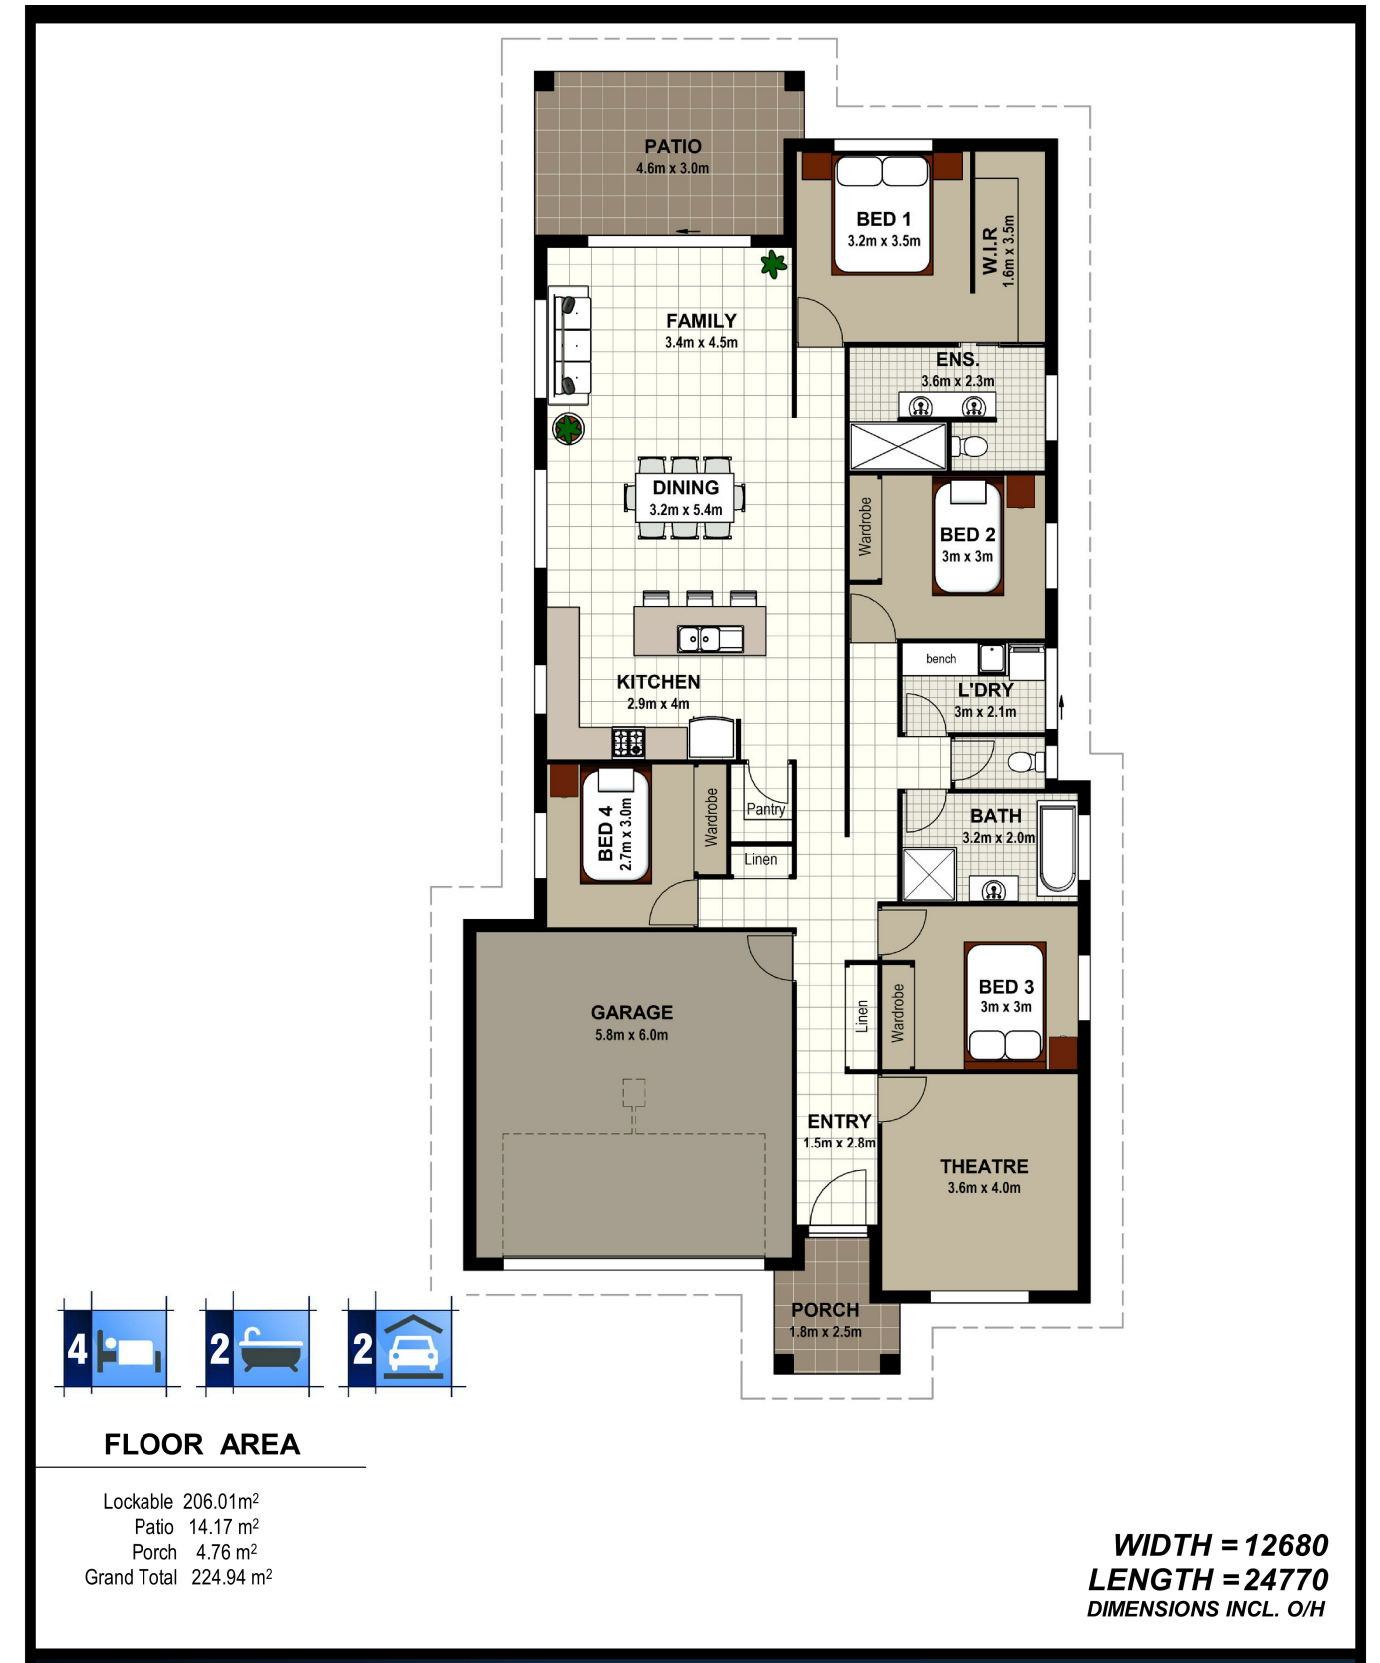 PATIO
4.6m x 3.0m
BED 1
3.2m x 3.5m
W.I.R
1.6m x 3.5m
FAMILY
3.4m x 4.5m
ENS.
3.6m x 2.3m
DINING
3.2m x 5.4m
Wardrobe
BED 2
3m x 3m
bench
KITCHEN
2.9m x 4m
L'DRY
3m x 2.1m
BED 4
2.7m x 3.0m
Wardrobe
Pantry
BATH
3.2m x 2.0m
Linen
GARAGE
5.8m x 6.0m
Linen
Wardrobe
BED 3
3m x 3m
ENTRY
1.5m x 2.8m
THEATRE
3.6m x 4.0m
PORCH
1.8m x 2.5m
4
2
2
FLOOR AREA
Lockable 206.01m²
Patio 14.17 m²
Porch 4.76 m²
Grand Total 224.94 m²
WIDTH =12680
LENGTH =24770
DIMENSIONS INCL. O/H